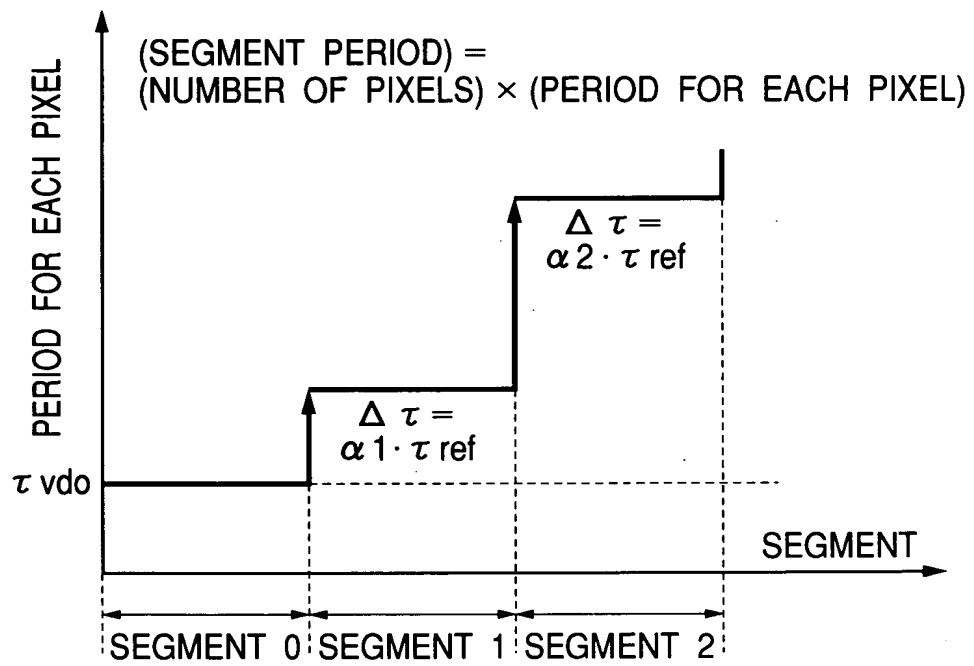 (SEGMENT PERIOD) =
(NUMBER OF PIXELS) × (PERIOD FOR EACH PIXEL)
PERIOD FOR EACH PIXEL
Δ τ =
α 2 · τ ref
Δ τ =
α 1 · τ ref
τ vdo
SEGMENT
SEGMENT 0 SEGMENT 1 SEGMENT 2